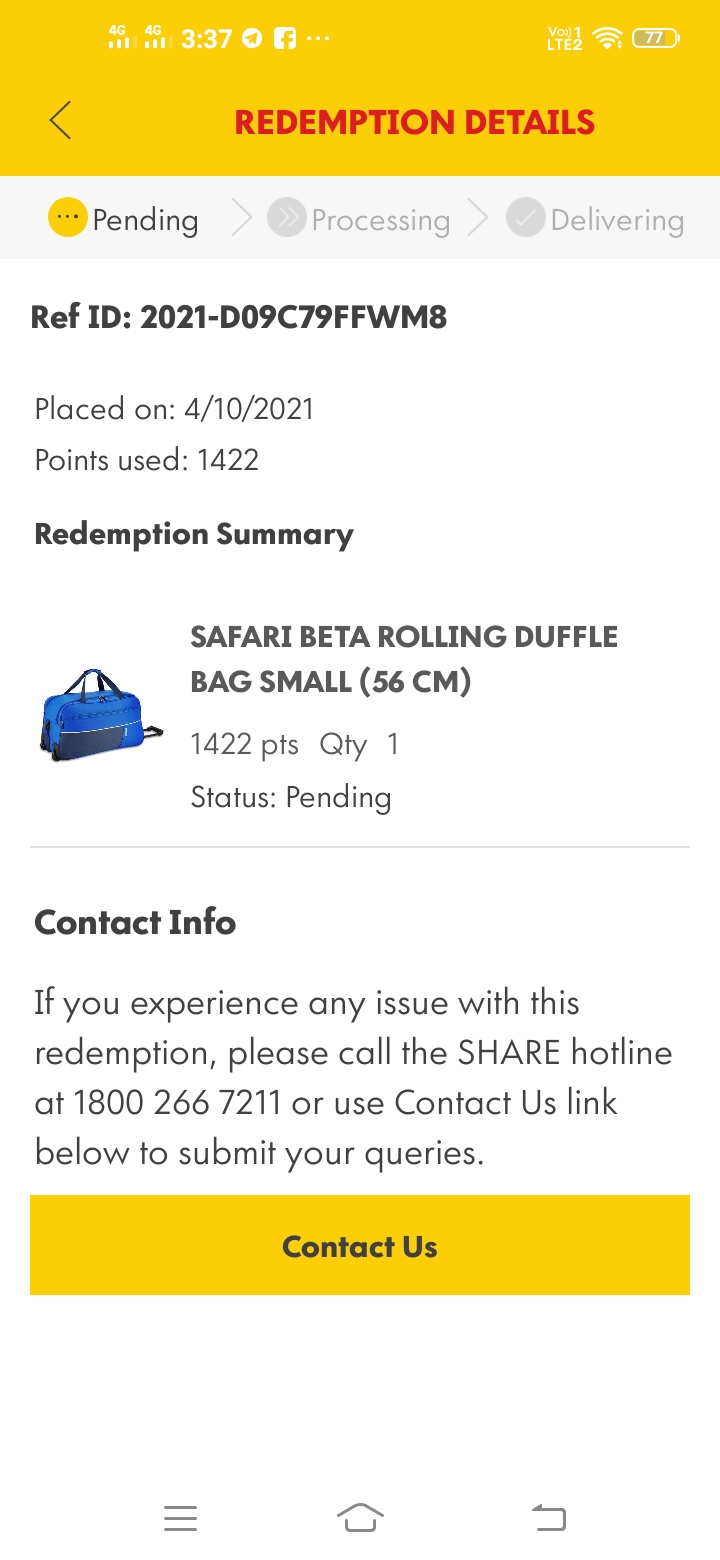 4G 4G 3:37 Vo)) 1 LTE2 77
REDEMPTION DETAILS
Pending Processing Delivering
Ref ID: 2021-D09C79FFWM8
Placed on: 4/10/2021
Points used: 1422
Redemption Summary
SAFARI BETA ROLLING DUFFLE
BAG SMALL (56 CM)
1422 pts Qty 1
Status: Pending
Contact Info
If you experience any issue with this
redemption, please call the SHARE hotline
at 1800 266 7211 or use Contact Us link
below to submit your queries.
Contact Us